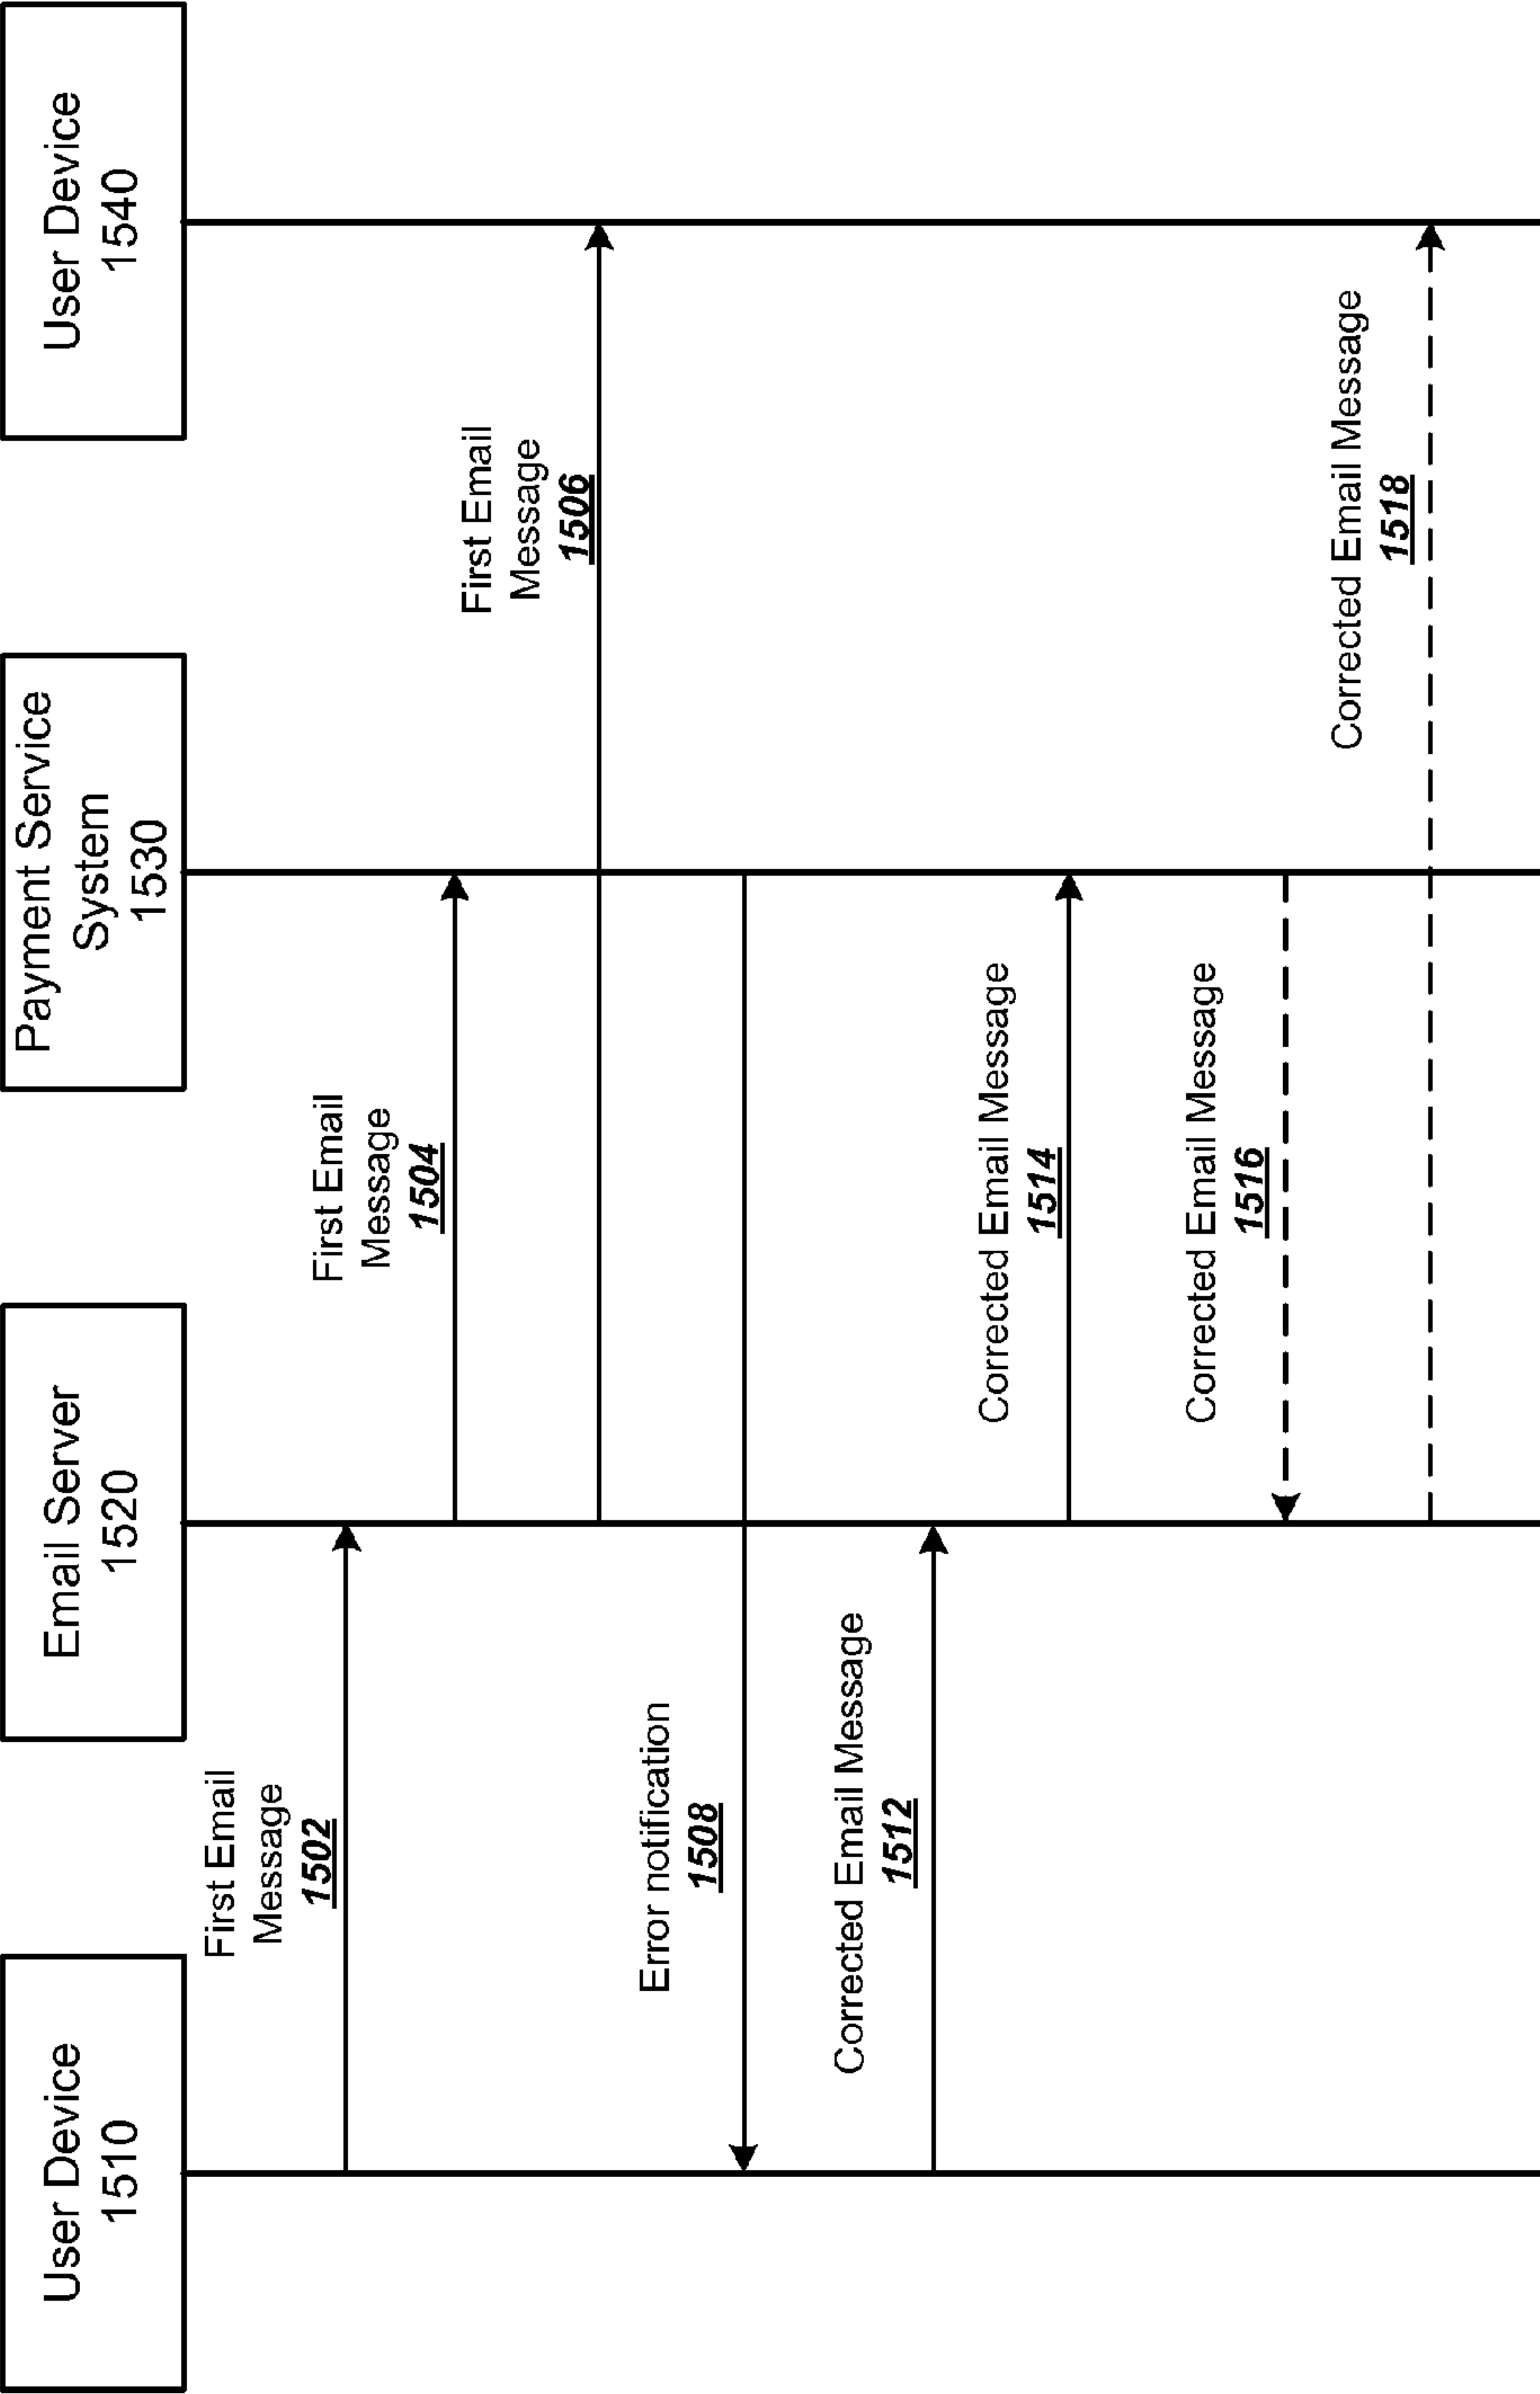 User Device
1510
Email Server
1520
Payment Service
System
1530
User Device
1540
First Email
Message
1502
First Email
Message
1504
First Email
Message
1506
Error notification
1508
Corrected Email Message
1512
Corrected Email Message
1514
Corrected Email Message
1516
Corrected Email Message
1518